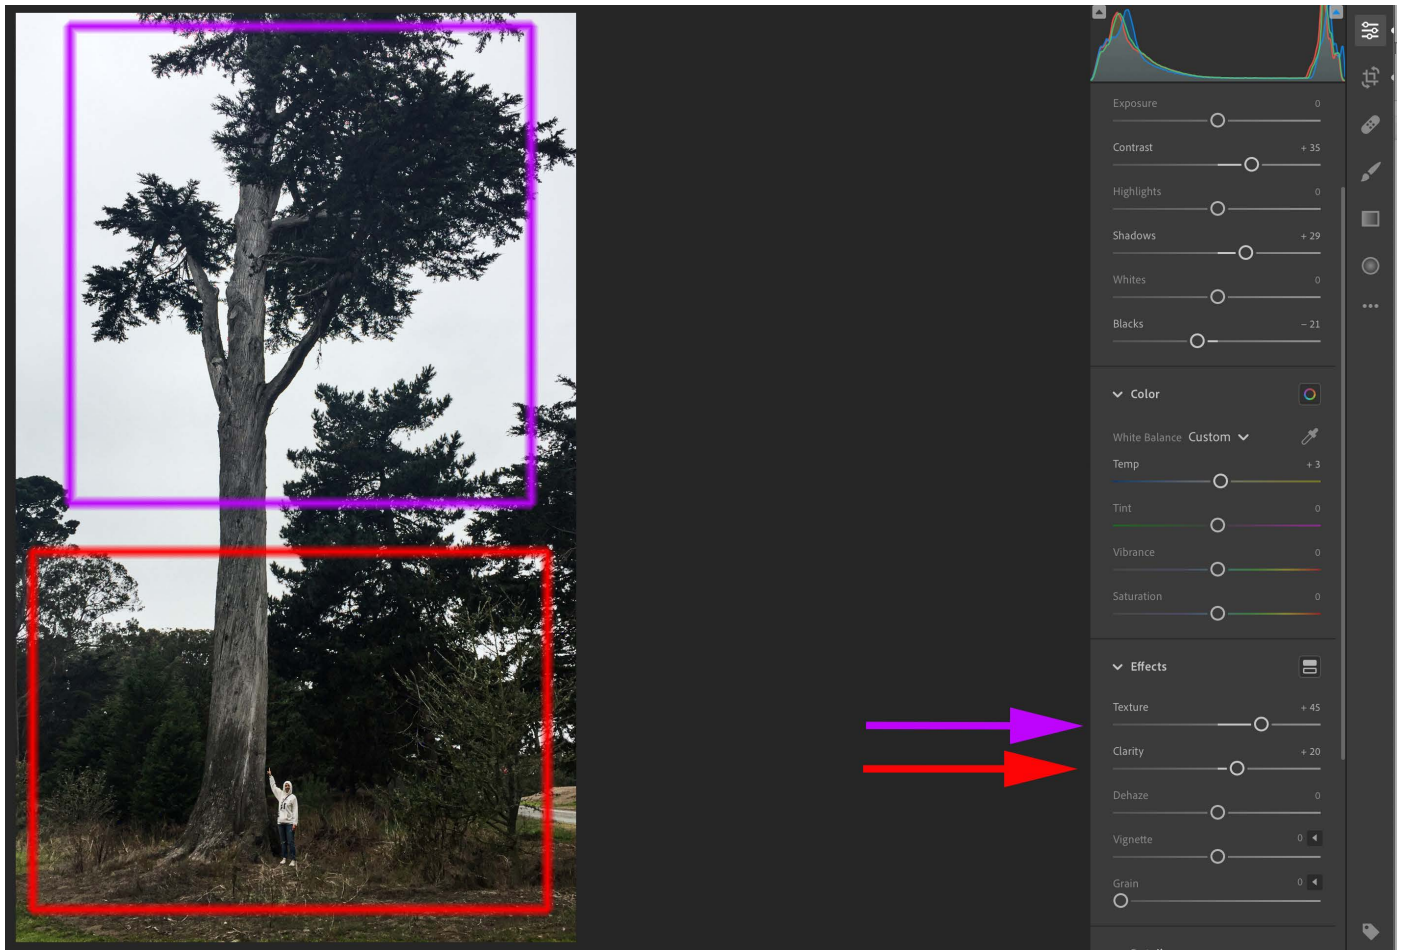 Exposure 0
Contrast + 35
Highlights 0
Shadows + 29
Whites 0
Blacks − 21
Color
White Balance Custom
Temp + 3
Tint 0
Vibrance 0
Saturation 0
Effects
Texture + 45
Clarity + 20
Dehaze 0
Vignette 0
Grain 0